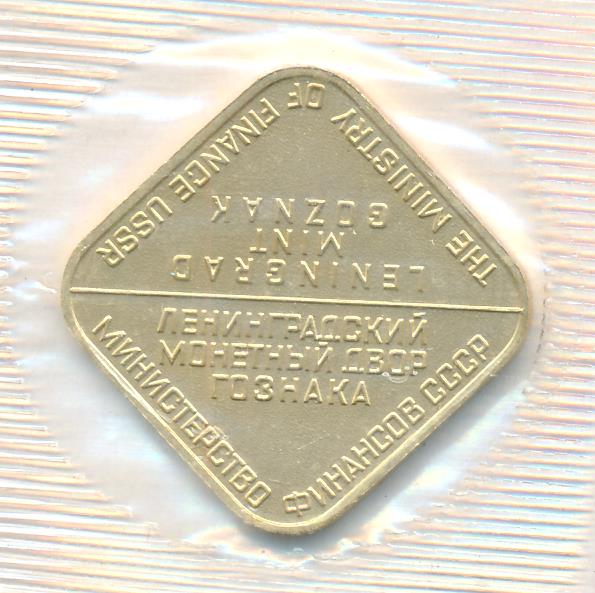 ЛЕНИНГРАДСКИЙ
МОНЕТНЫЙ ДВОР
ГОЗНАКА
МИНИСТЕРСТВО ФИНАНСОВ СССР
LENINGRAD
MINT
GOZNAK
THE MINISTRY OF FINANCE USSR